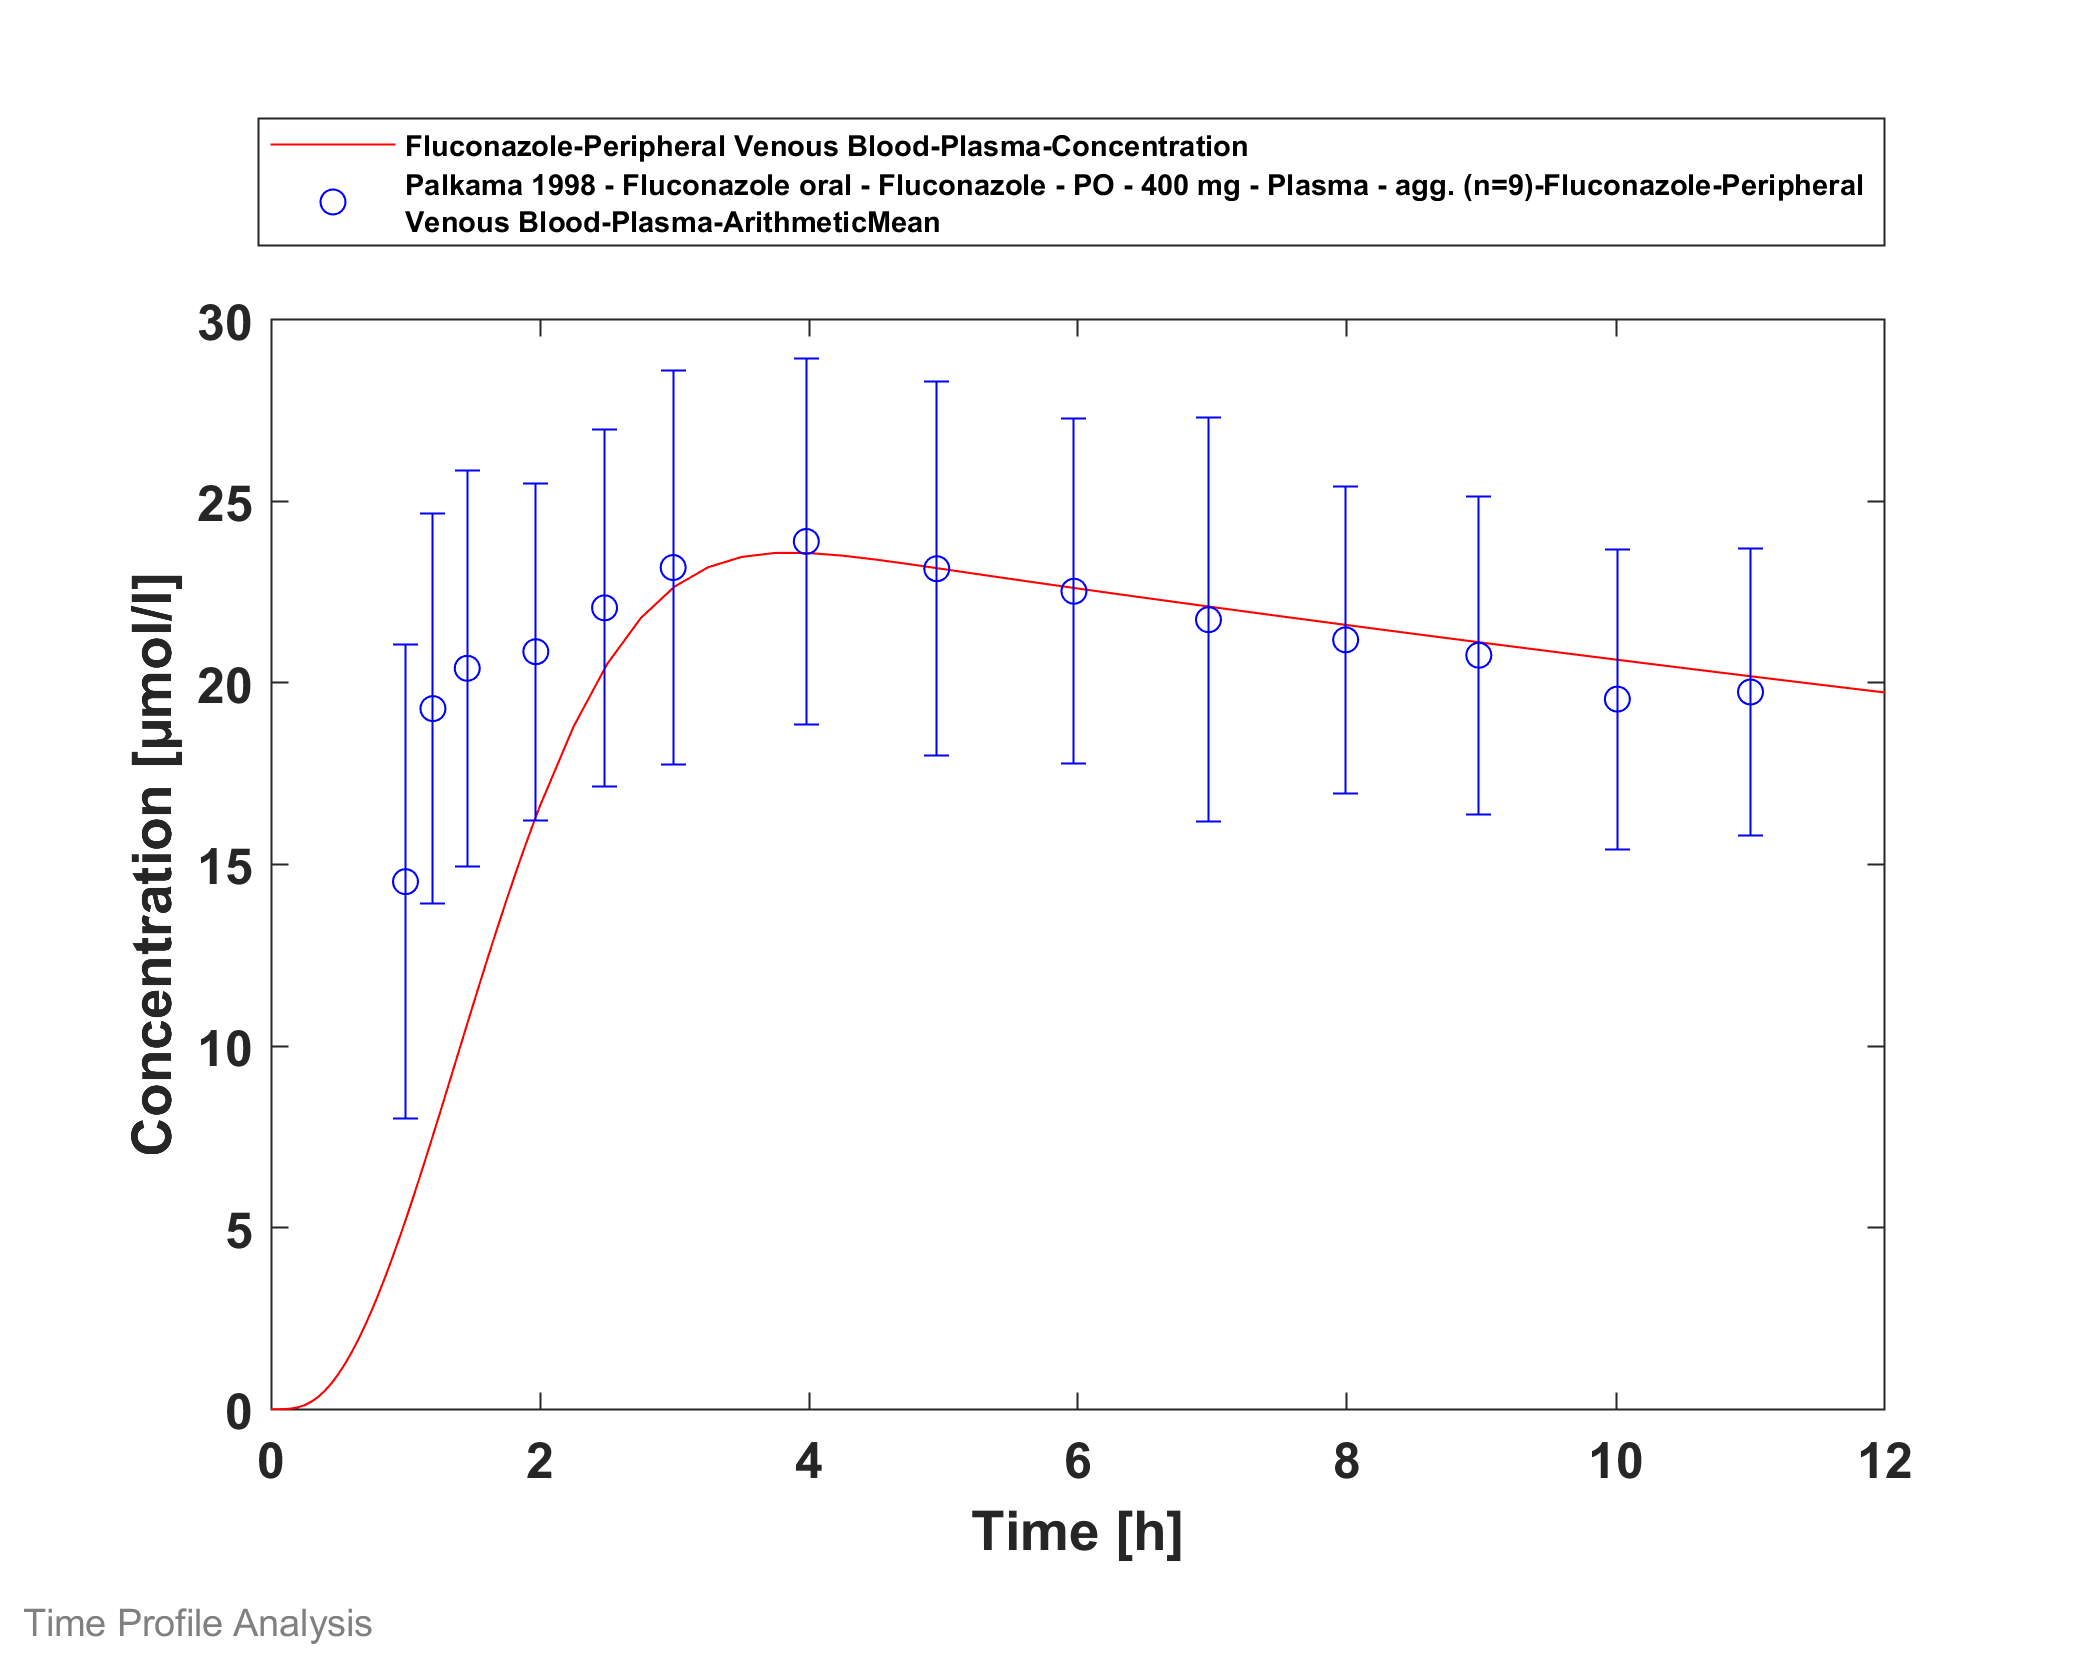 Fluconazole-Peripheral Venous Blood-Plasma-Concentration
Palkama 1998 - Fluconazole oral - Fluconazole - PO - 400 mg - Plasma - agg. (n=9)-Fluconazole-Peripheral
Venous Blood-Plasma-ArithmeticMean
30
25
20
15
10
5
0
Concentration [µmol/l]
0 2 4 6 8 10 12
Time [h]
Time Profile Analysis